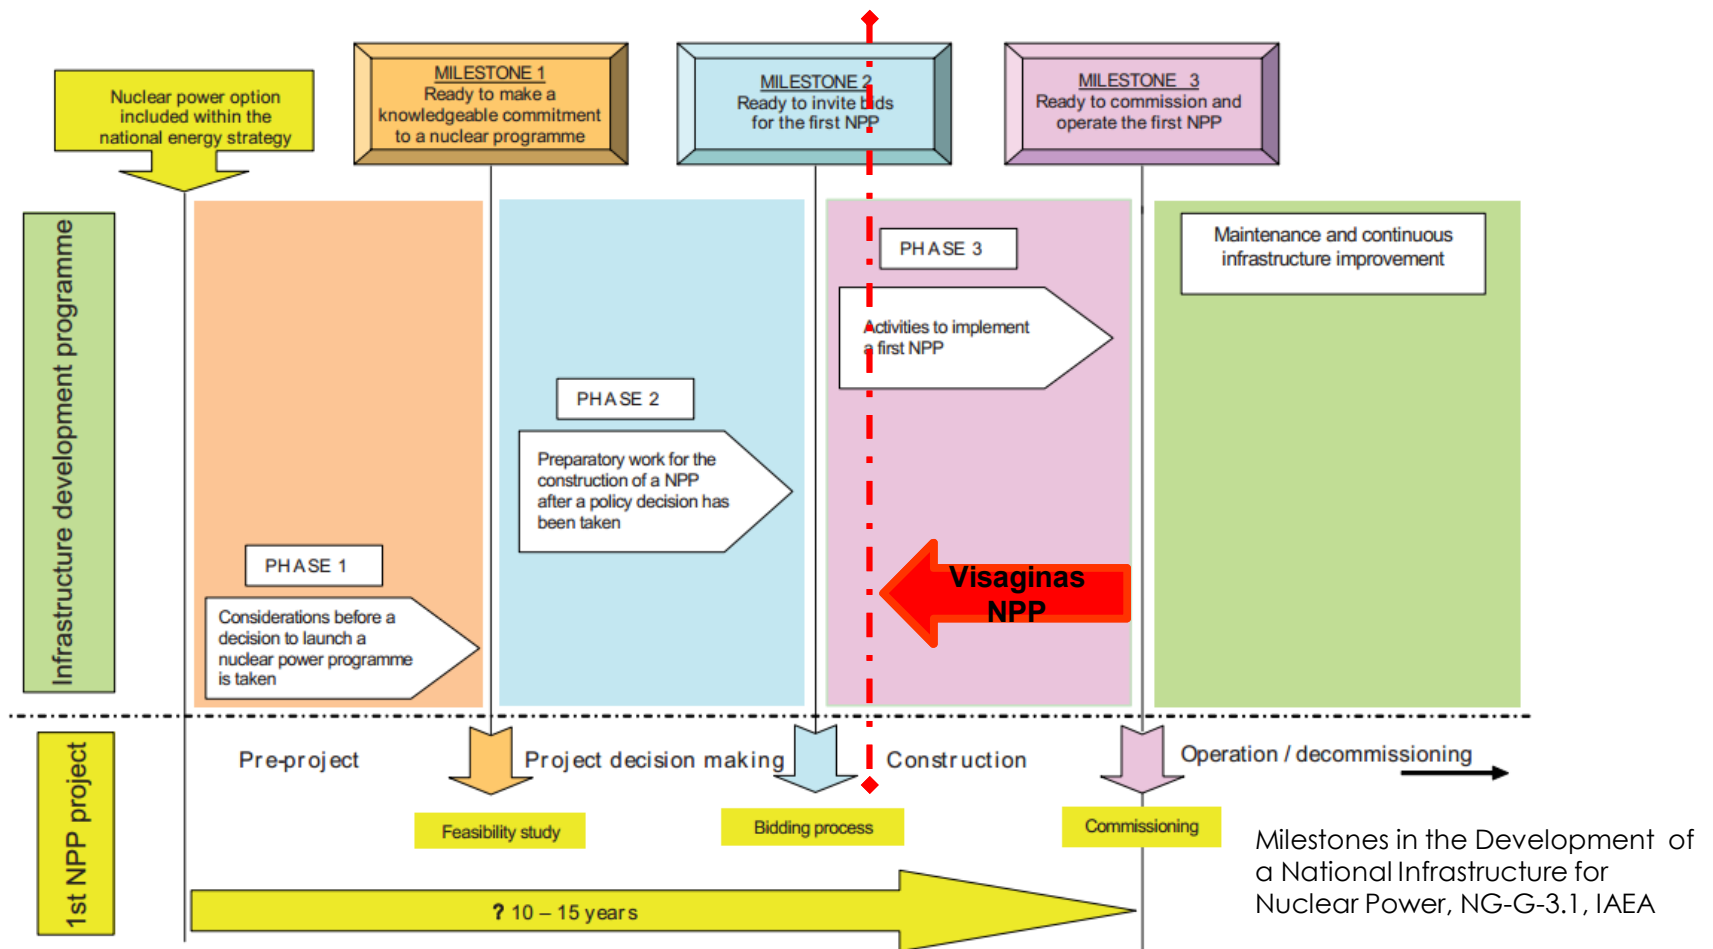 Nuclear power option
included within the
national energy strategy
MILESTONE 1
Ready to make a
knowledgeable commitment
to a nuclear programme
MILESTONE 2
Ready to invite bids
for the first NPP
MILESTONE 3
Ready to commission and
operate the first NPP
Infrastructure development programme
PHASE 1
Considerations before a
decision to launch a
nuclear power programme
is taken
PHASE 2
Preparatory work for the
construction of a NPP
after a policy decision has
been taken
PHASE 3
Activities to implement
a first NPP
Visaginas
NPP
Maintenance and continuous
infrastructure improvement
1st NPP project
Pre-project
Project decision making
Construction
Operation / decommissioning
Feasibility study
Bidding process
Commissioning
? 10 – 15 years
Milestones in the Development of
a National Infrastructure for
Nuclear Power, NG-G-3.1, IAEA